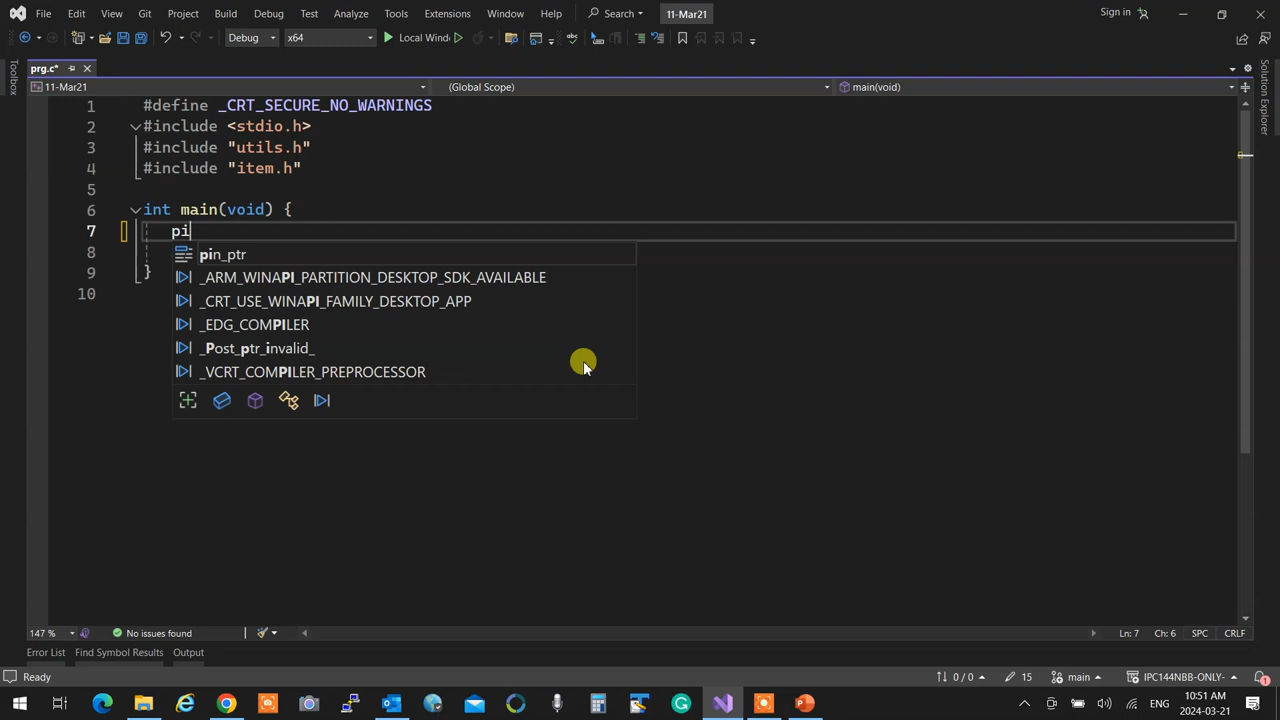 File Edit View Git Project Build Debug Test Analyze Tools Extensions Window Help Search 11-Mar21 Sign in
Debug x64 Local Wind
prg.c*
11-Mar21 (Global Scope) main(void)
Toolbox
Solution Explorer
1 #define _CRT_SECURE_NO_WARNINGS
2 #include <stdio.h>
3 #include "utils.h"
4 #include "item.h"
5
6 int main(void) {
7 pi
8
9 }
10
pin_ptr
_ARM_WINAPI_PARTITION_DESKTOP_SDK_AVAILABLE
_CRT_USE_WINAPI_FAMILY_DESKTOP_APP
_EDG_COMPILER
_Post_ptr_invalid_
_VCRT_COMPILER_PREPROCESSOR
147 % No issues found Ln: 7 Ch: 6 SPC CRLF
Error List Find Symbol Results Output
Ready 0 / 0 15 main IPC144NBB-ONLY- 1
ENG 10:51 AM
2024-03-21